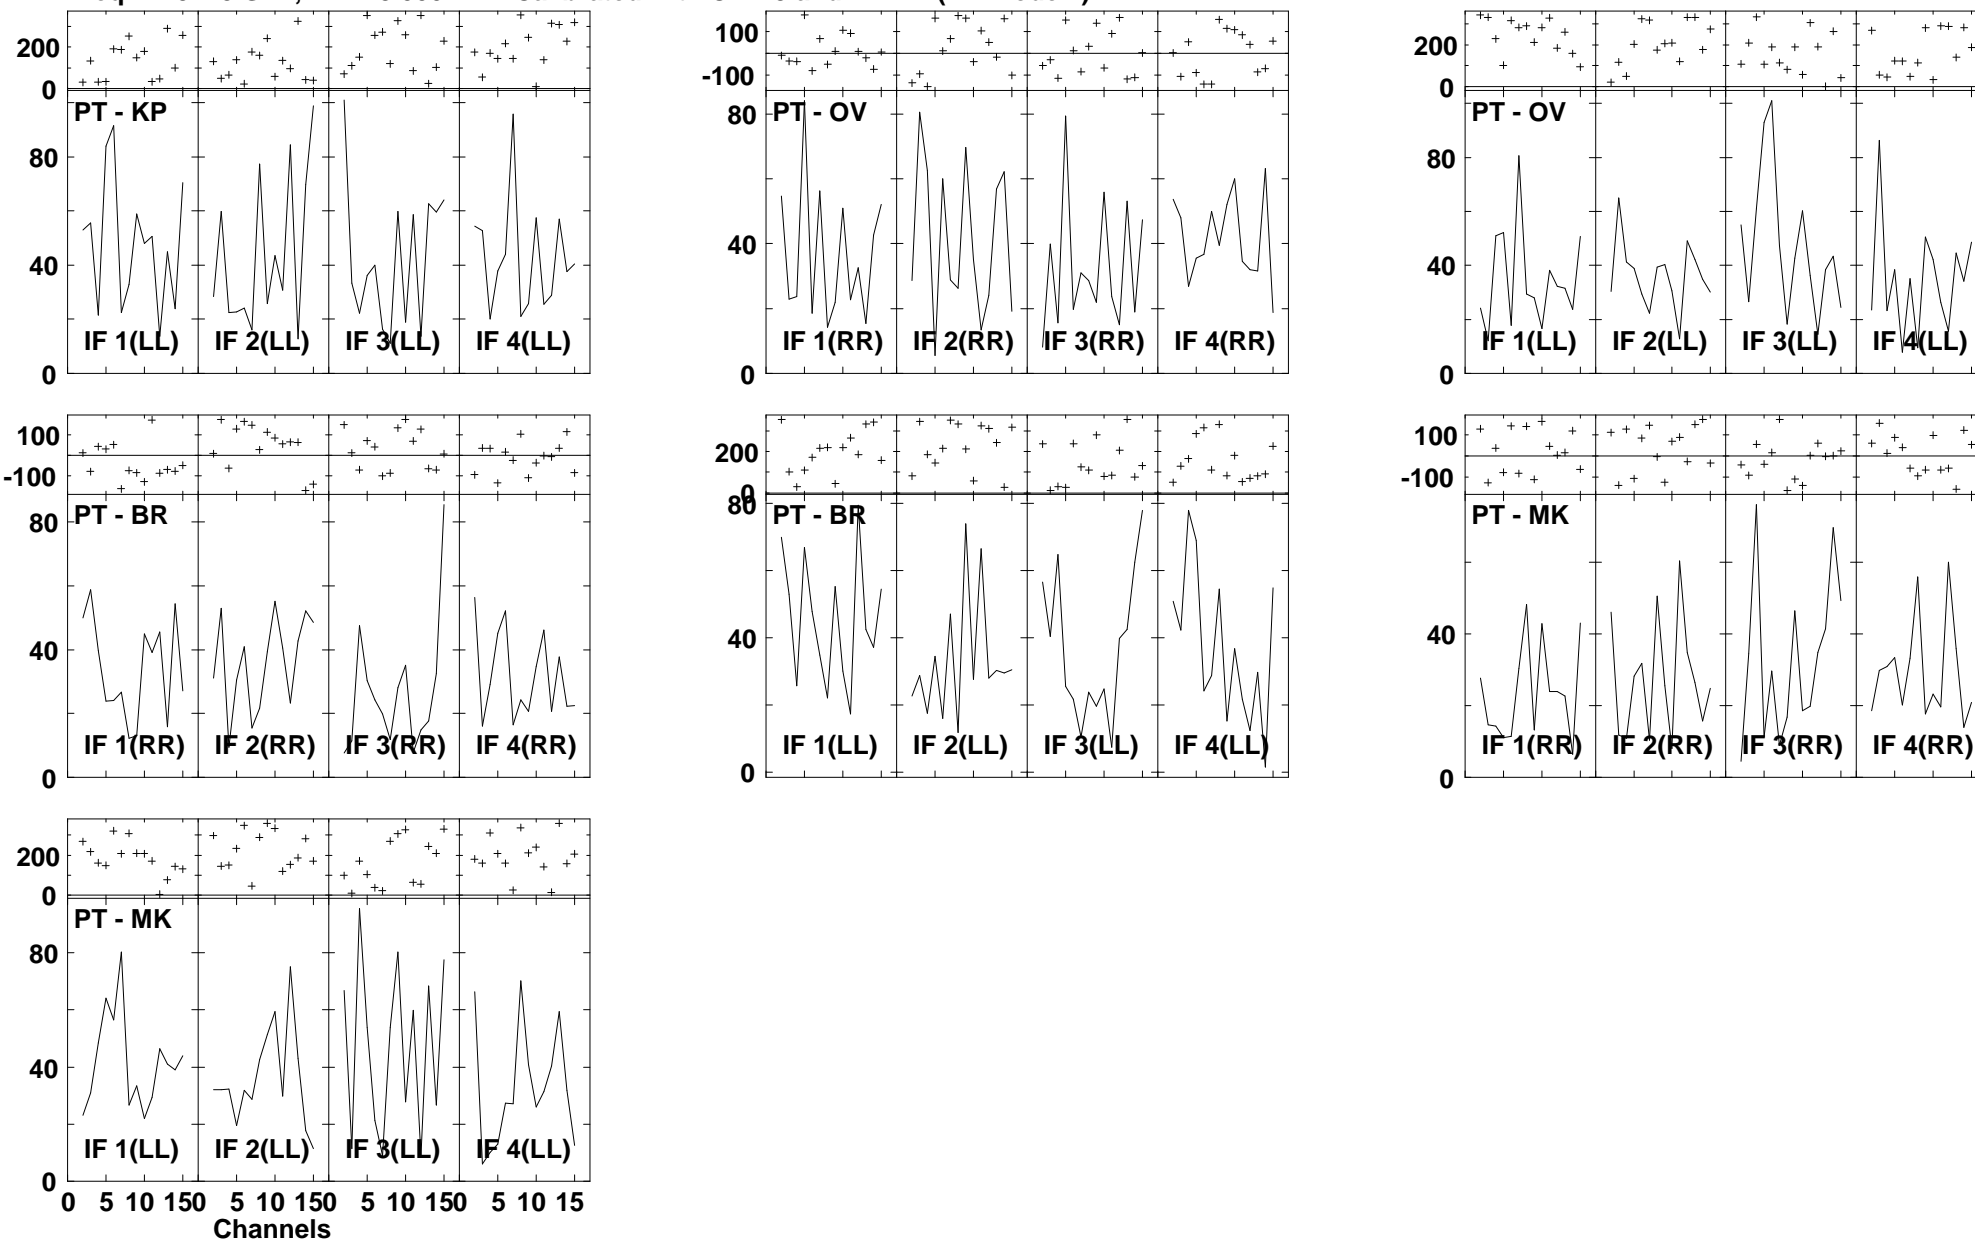 200
0
100
-100
200
0
PT - KP
PT - OV
PT - OV
80
40
0
80
40
0
80
40
0
IF 1(LL) IF 2(LL) IF 3(LL) IF 4(LL)
IF 1(RR) IF 2(RR) IF 3(RR) IF 4(RR)
IF 1(LL) IF 2(LL) IF 3(LL) IF 4(LL)
100
-100
200
0
100
-100
PT - BR
PT - BR
PT - MK
80
40
0
80
40
0
40
0
IF 1(RR) IF 2(RR) IF 3(RR) IF 4(RR)
IF 1(LL) IF 2(LL) IF 3(LL) IF 4(LL)
IF 1(RR) IF 2(RR) IF 3(RR) IF 4(RR)
200
0
PT - MK
80
40
0
IF 1(LL) IF 2(LL) IF 3(LL) IF 4(LL)
0 5 10 150 5 10 150 5 10 150 5 10 15
Channels